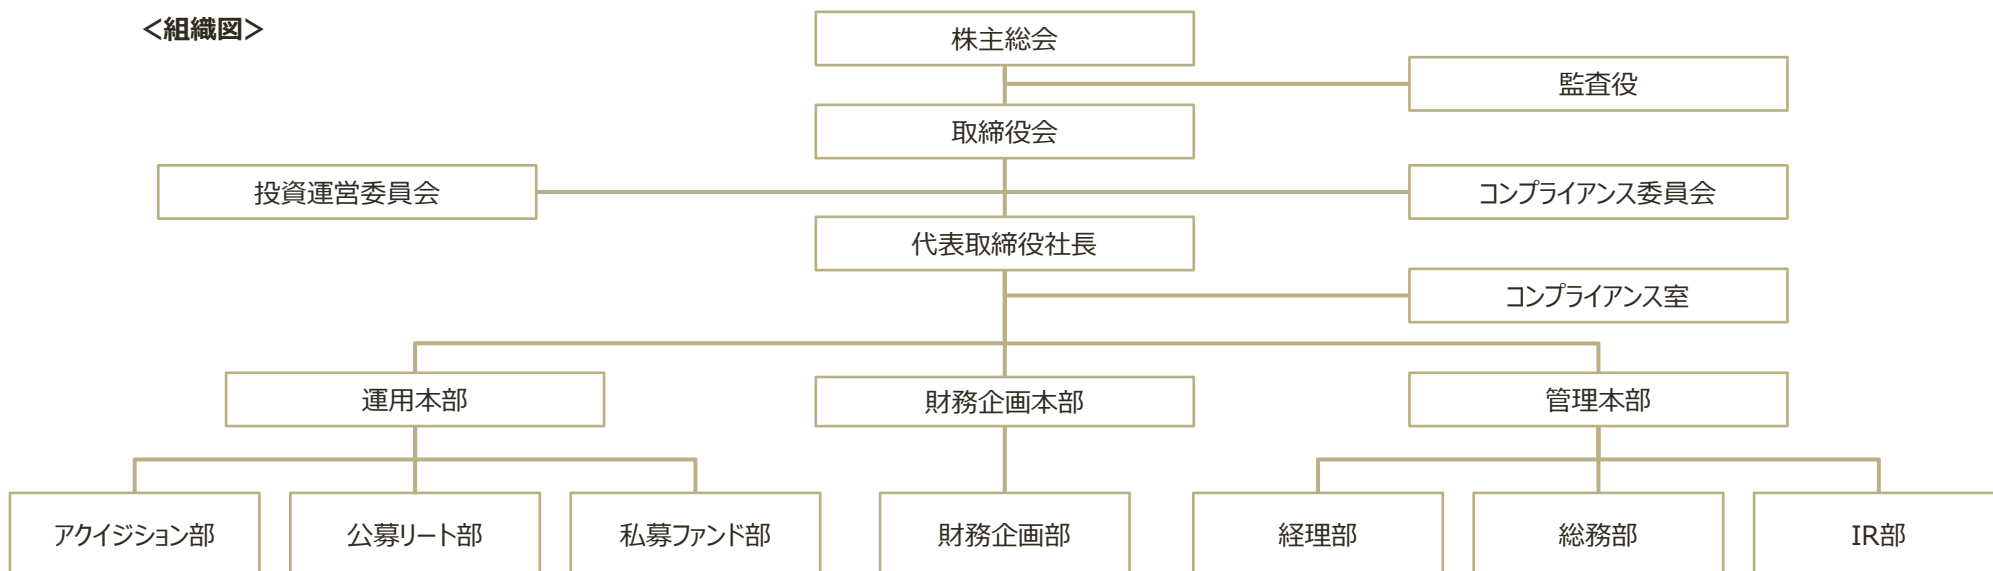 <組織図>
株主総会
監査役
取締役会
投資運営委員会
コンプライアンス委員会
代表取締役社長
コンプライアンス室
運用本部
財務企画本部
管理本部
アクイジション部
公募リート部
私募ファンド部
財務企画部
経理部
総務部
IR部